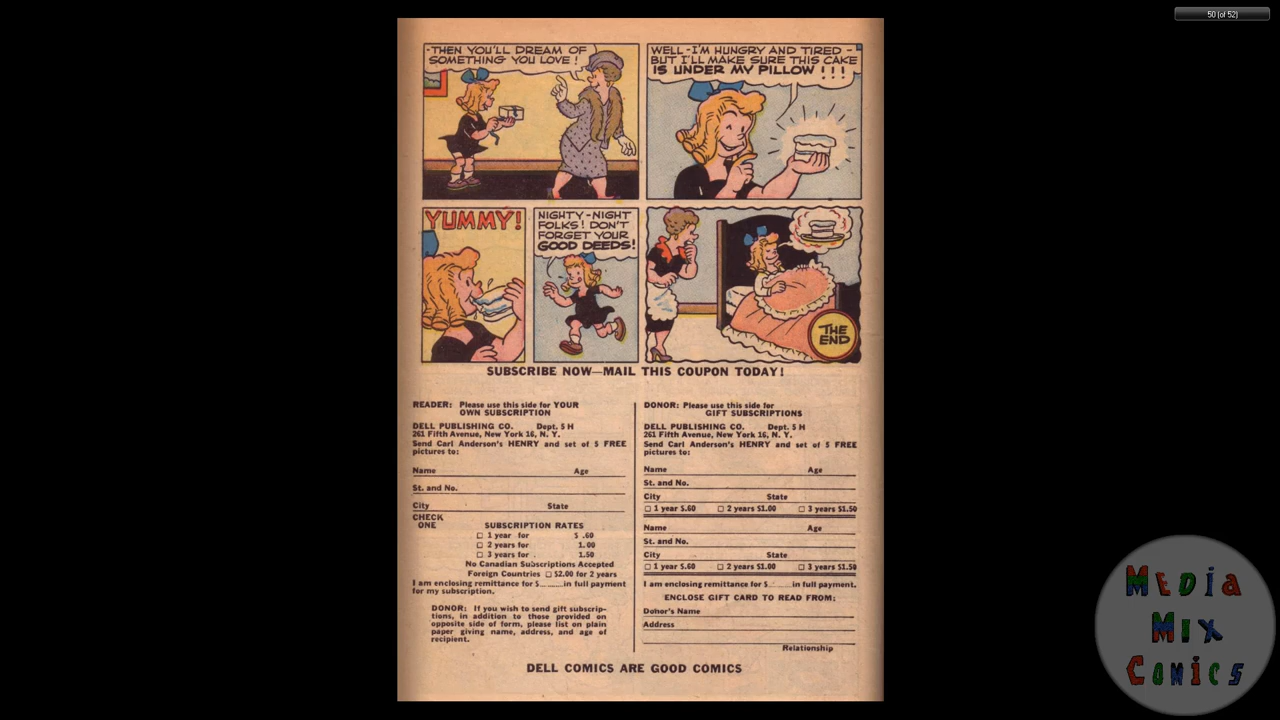 50 (of 52)
-THEN YOU'LL DREAM OF
SOMETHING YOU LOVE!
WELL-I'M HUNGRY AND TIRED-
BUT I'LL MAKE SURE THIS CAKE
IS UNDER MY PILLOW!!!
YUMMY!
NIGHTY-NIGHT
FOLKS! DON'T
FORGET YOUR
GOOD DEEDS!
THE
END
SUBSCRIBE NOW—MAIL THIS COUPON TODAY!
READER: Please use this side for YOUR
OWN SUBSCRIPTION
DELL PUBLISHING CO. Dept. 5 H
261 Fifth Avenue, New York 16, N. Y.
Send Carl Anderson's HENRY and set of 5 FREE
pictures to:
Name Age
St. and No.
City State
CHECK
ONE
SUBSCRIPTION RATES
□ 1 year for $ .60
□ 2 years for 1.00
□ 3 years for 1.50
No Canadian Subscriptions Accepted
Foreign Countries □ $2.00 for 2 years
I am enclosing remittance for $........in full payment
for my subscription.
DONOR: If you wish to send gift subscrip-
tions, in addition to those provided on
opposite side of form, please list on plain
paper giving name, address, and age of
recipient.
DONOR: Please use this side for
GIFT SUBSCRIPTIONS
DELL PUBLISHING CO. Dept. 5 H
261 Fifth Avenue, New York 16, N. Y.
Send Carl Anderson's HENRY and set of 5 FREE
pictures to:
Name Age
St. and No.
City State
□ 1 year $.60 □ 2 years $1.00 □ 3 years $1.50
Name Age
St. and No.
City State
□ 1 year $.60 □ 2 years $1.00 □ 3 years $1.50
I am enclosing remittance for $........in full payment.
ENCLOSE GIFT CARD TO READ FROM:
Donor's Name
Address
Relationship
DELL COMICS ARE GOOD COMICS
MEDia
MIX
COMiCS